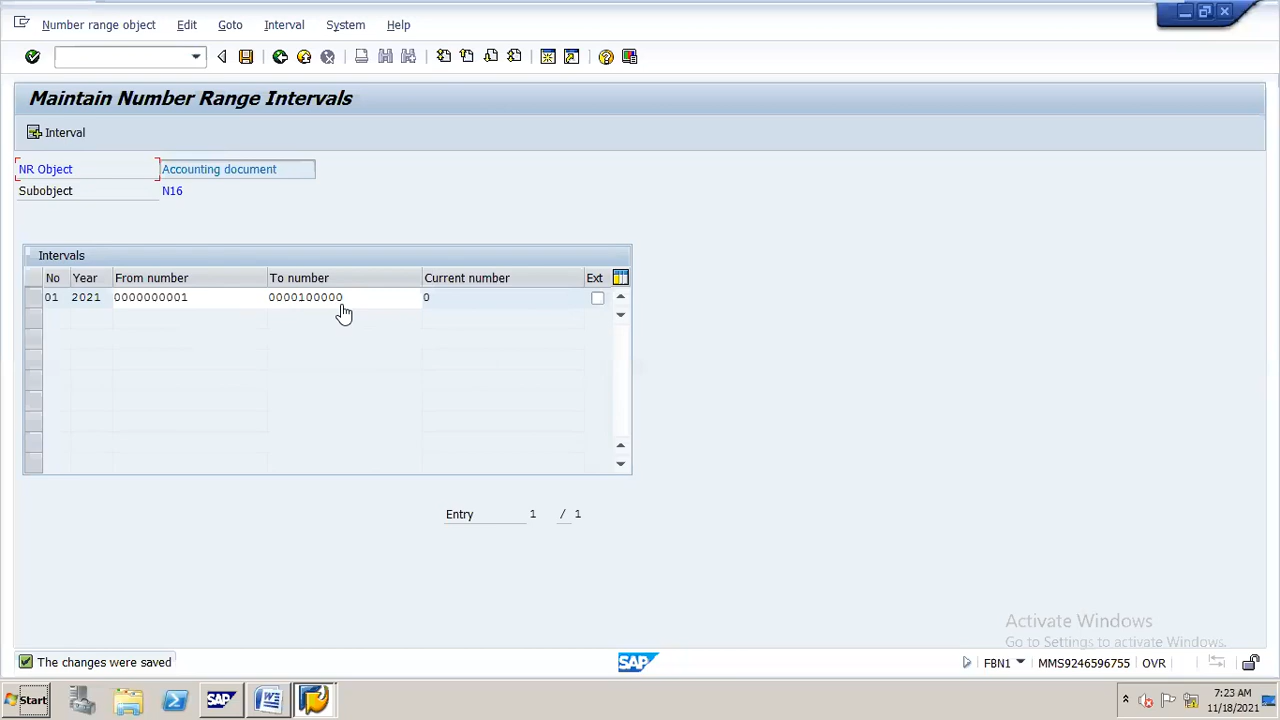 Number range object Edit Goto Interval System Help
Maintain Number Range Intervals
Interval
NR Object Accounting document
Subobject N16
Intervals
No Year From number To number Current number Ext
01 2021 0000000001 0000100000 0
Entry 1 / 1
Activate Windows
Go to Settings to activate Windows.
The changes were saved
SAP
FBN1 MMS9246596755 OVR
Start
SAP
7:23 AM
11/18/2021